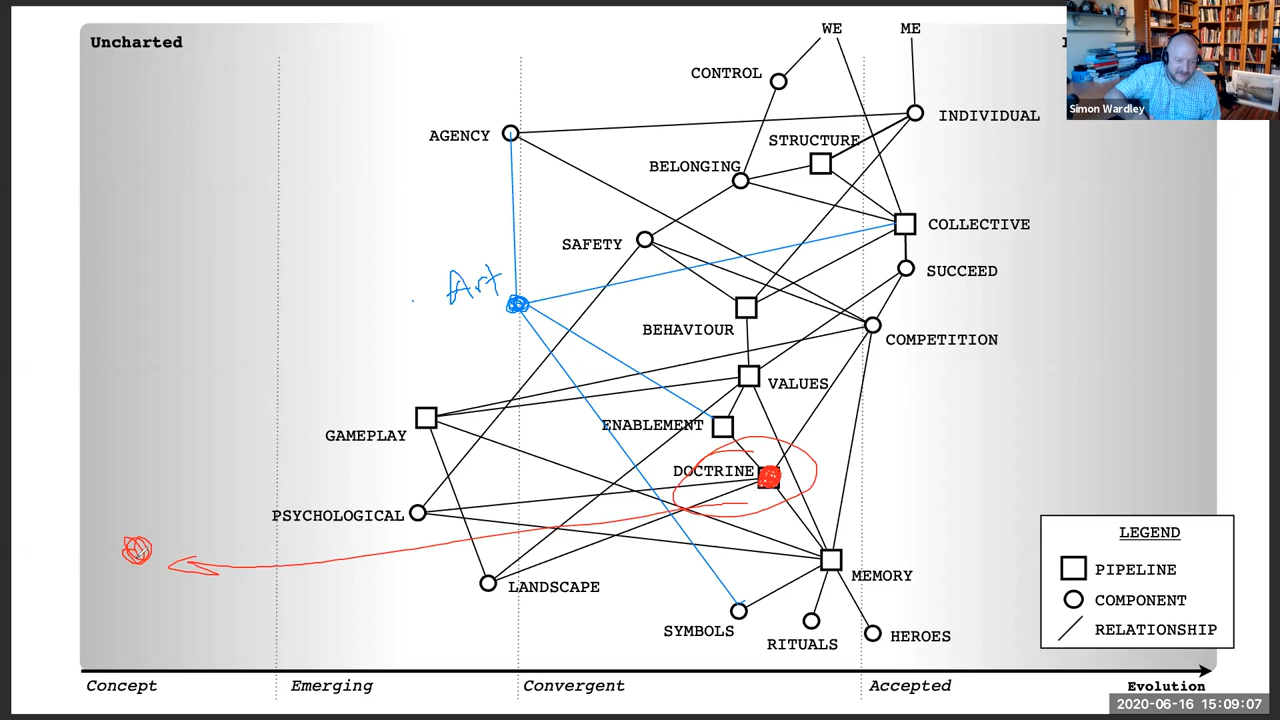 Uncharted
WE
ME
CONTROL
Simon Wardley
AGENCY
INDIVIDUAL
STRUCTURE
BELONGING
COLLECTIVE
SAFETY
SUCCEED
Art
BEHAVIOUR
COMPETITION
VALUES
ENABLEMENT
GAMEPLAY
DOCTRINE
PSYCHOLOGICAL
LEGEND
PIPELINE
COMPONENT
RELATIONSHIP
MEMORY
LANDSCAPE
SYMBOLS
RITUALS
HEROES
Concept
Emerging
Convergent
Accepted
Evolution
2020-06-16 15:09:07